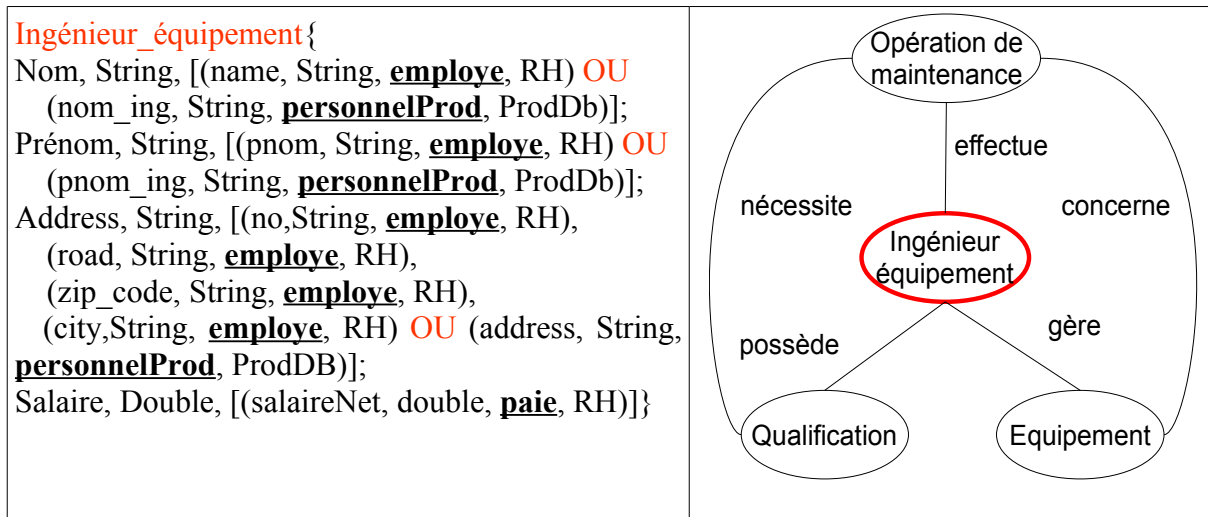 Ingénieur_équipement{
Nom, String, [(name, String, employe, RH) OU
(nom_ing, String, personnelProd, ProdDb)];
Prénom, String, [(pnom, String, employe, RH) OU
(pnom_ing, String, personnelProd, ProdDb)];
Address, String, [(no,String, employe, RH),
(road, String, employe, RH),
(zip_code, String, employe, RH),
(city,String, employe, RH) OU (address, String,
personnelProd, ProdDB)];
Salaire, Double, [(salaireNet, double, paie, RH)]}
Opération de
maintenance
effectue
nécessite
concerne
Ingénieur
équipement
possède
gère
Qualification
Equipement